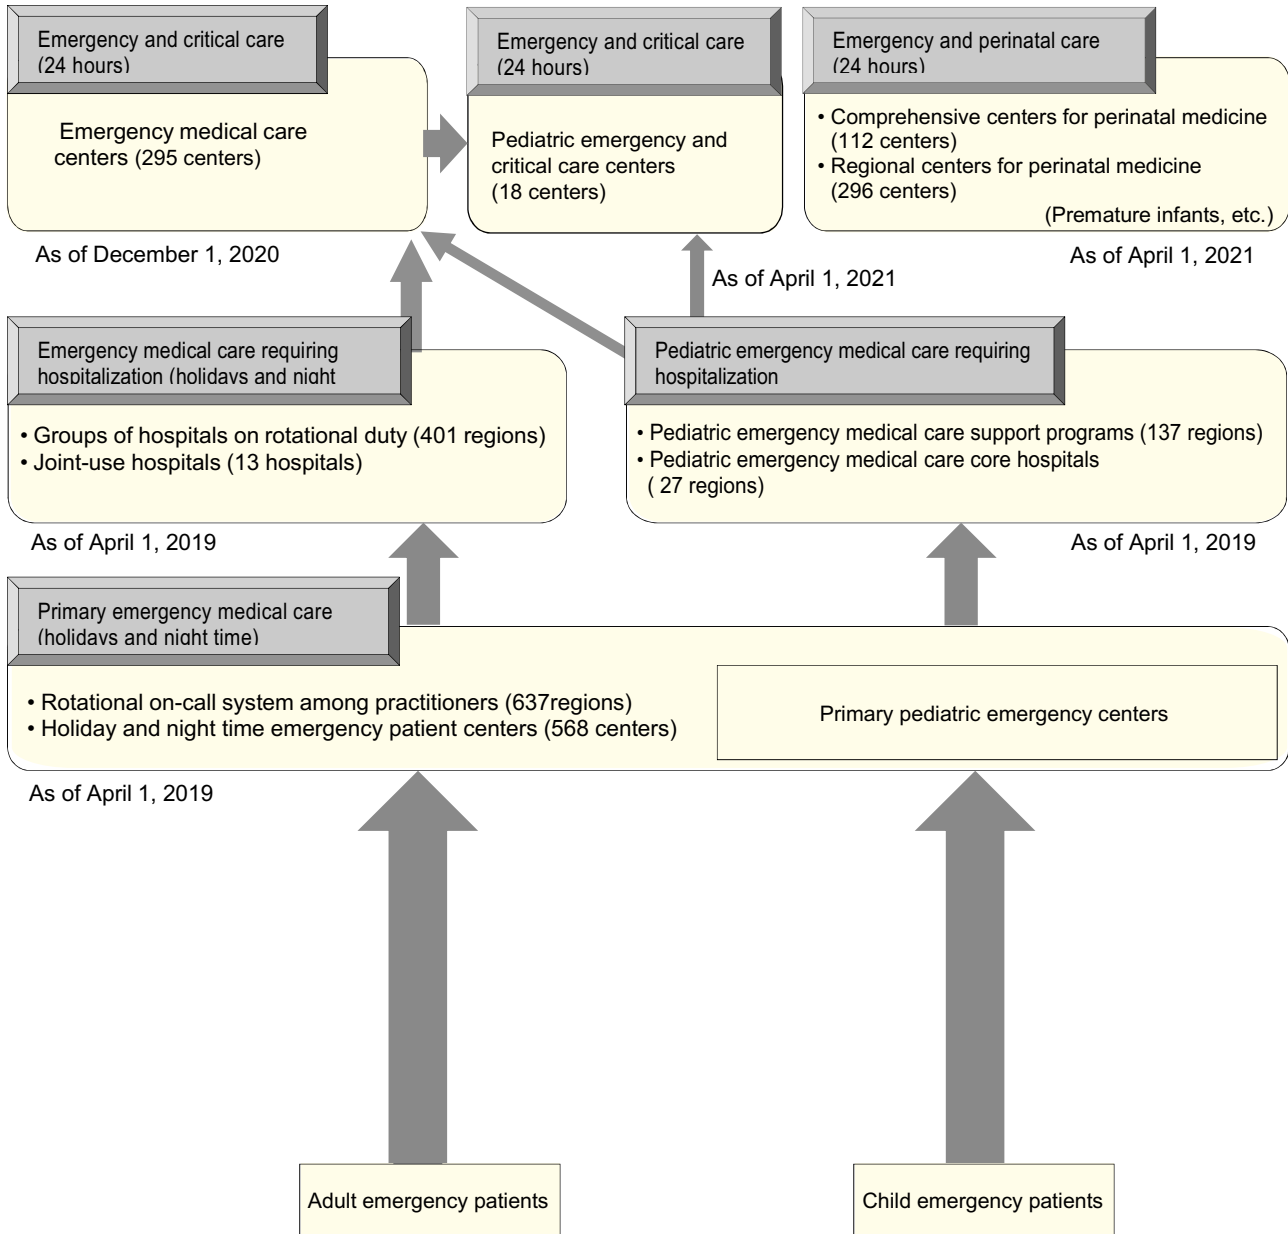 Emergency and critical care
(24 hours)
Emergency medical care
centers (295 centers)
As of December 1, 2020
Emergency and critical care
(24 hours)
Pediatric emergency and
critical care centers
(18 centers)
As of April 1, 2021
Emergency and perinatal care
(24 hours)
• Comprehensive centers for perinatal medicine
(112 centers)
• Regional centers for perinatal medicine
(296 centers)
(Premature infants, etc.)
As of April 1, 2021
Emergency medical care requiring
hospitalization (holidays and night
• Groups of hospitals on rotational duty (401 regions)
• Joint-use hospitals (13 hospitals)
As of April 1, 2019
Pediatric emergency medical care requiring
hospitalization
• Pediatric emergency medical care support programs (137 regions)
• Pediatric emergency medical care core hospitals
( 27 regions)
As of April 1, 2019
Primary emergency medical care
(holidays and night time)
• Rotational on-call system among practitioners (637regions)
• Holiday and night time emergency patient centers (568 centers)
Primary pediatric emergency centers
As of April 1, 2019
Adult emergency patients
Child emergency patients